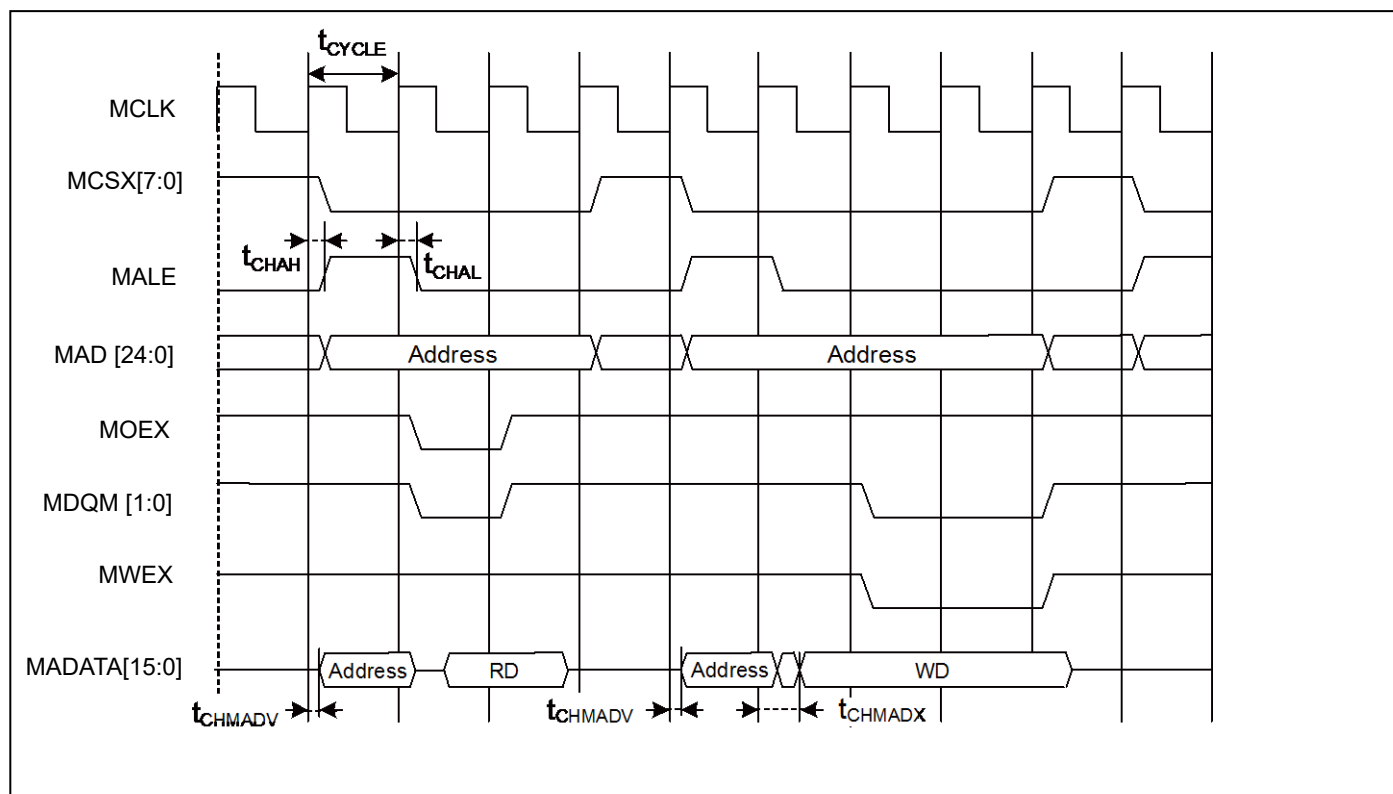 tCYCLE
MCLK
MCSX[7:0]
tCHAH
tCHAL
MALE
MAD [24:0]
Address
Address
MOEX
MDQM [1:0]
MWEX
MADATA[15:0]
Address
RD
Address
WD
tCHMADV
tCHMADV
tCHMADX